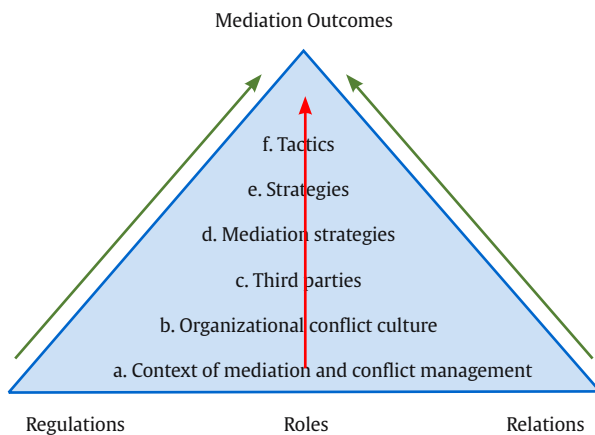 Mediation Outcomes
f. Tactics
e. Strategies
d. Mediation strategies
c. Third parties
b. Organizational conflict culture
a. Context of mediation and conflict management
Regulations Roles Relations